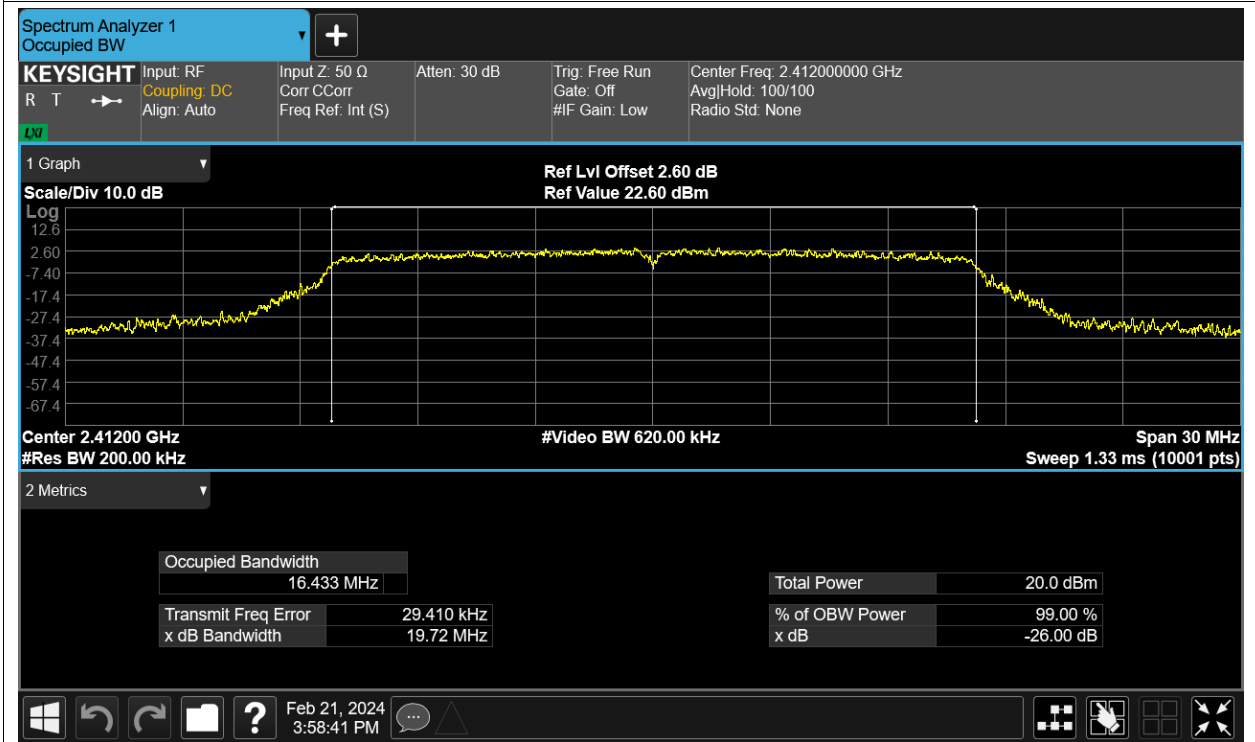 Spectrum Analyzer 1
Occupied BW
KEYSIGHT
R T
LXI
Input: RF
Coupling: DC
Align: Auto
Input Z: 50 Ω
Corr CCorr
Freq Ref: Int (S)
Atten: 30 dB
Trig: Free Run
Gate: Off
#IF Gain: Low
Center Freq: 2.412000000 GHz
Avg|Hold: 100/100
Radio Std: None
1 Graph
Scale/Div 10.0 dB
Ref Lvl Offset 2.60 dB
Ref Value 22.60 dBm
Log
12.6
2.60
-7.40
-17.4
-27.4
-37.4
-47.4
-57.4
-67.4
Center 2.41200 GHz
#Res BW 200.00 kHz
#Video BW 620.00 kHz
Span 30 MHz
Sweep 1.33 ms (10001 pts)
2 Metrics
Occupied Bandwidth
16.433 MHz
Transmit Freq Error 29.410 kHz
x dB Bandwidth 19.72 MHz
Total Power 20.0 dBm
% of OBW Power 99.00 %
x dB -26.00 dB
?
Feb 21, 2024
3:58:41 PM